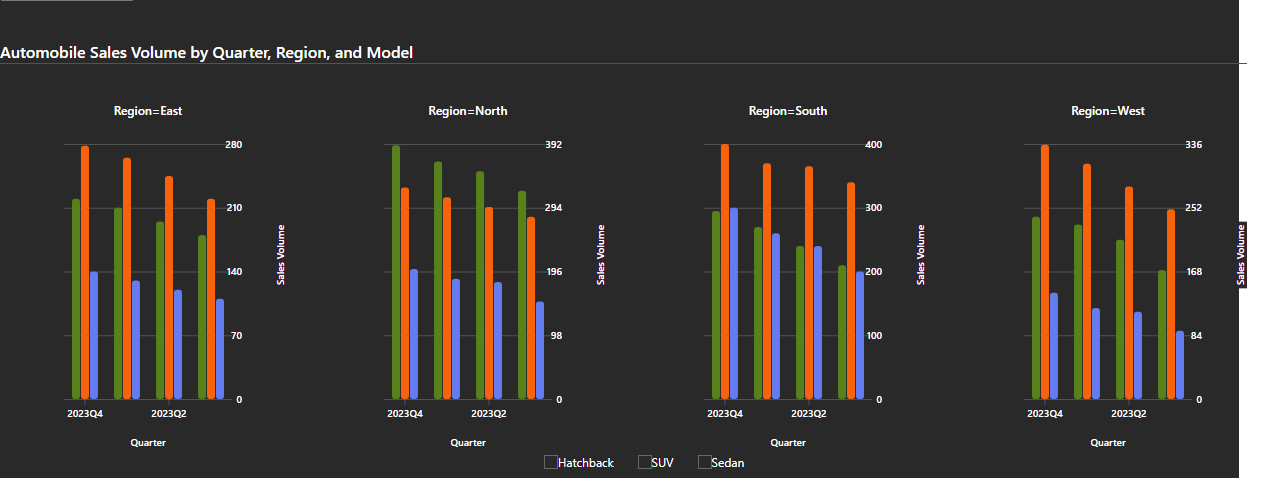 Automobile Sales Volume by Quarter, Region, and Model
Region=East
280
210
140
70
0
Sales Volume
2023Q4 2023Q2
Quarter
Region=North
392
294
196
98
0
Sales Volume
2023Q4 2023Q2
Quarter
Region=South
400
300
200
100
0
Sales Volume
2023Q4 2023Q2
Quarter
Region=West
336
252
168
84
0
Sales Volume
2023Q4 2023Q2
Quarter
Hatchback SUV Sedan